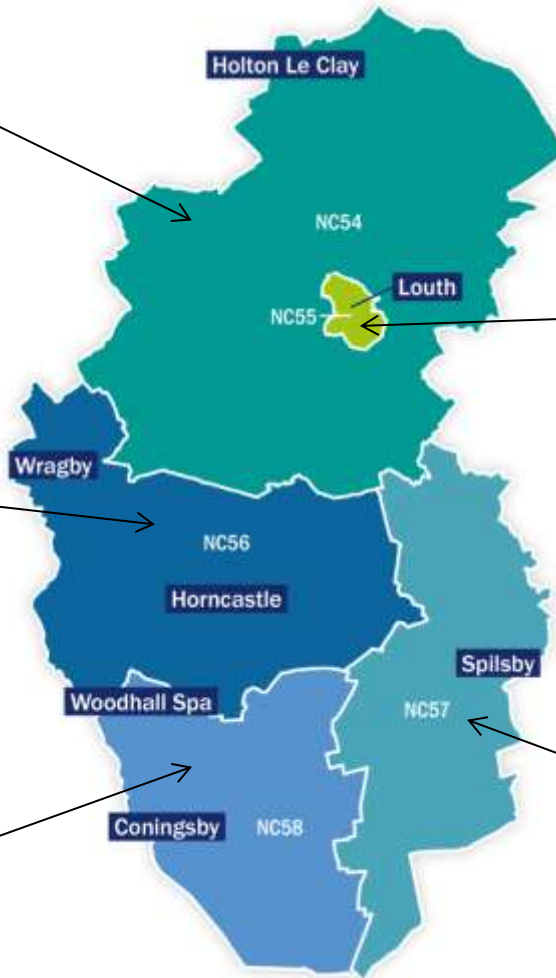 Holton Le Clay
NC54
Louth
NC55
Wragby
NC56
Horncastle
Spilsby
Woodhall Spa
NC57
Coningsby
NC58